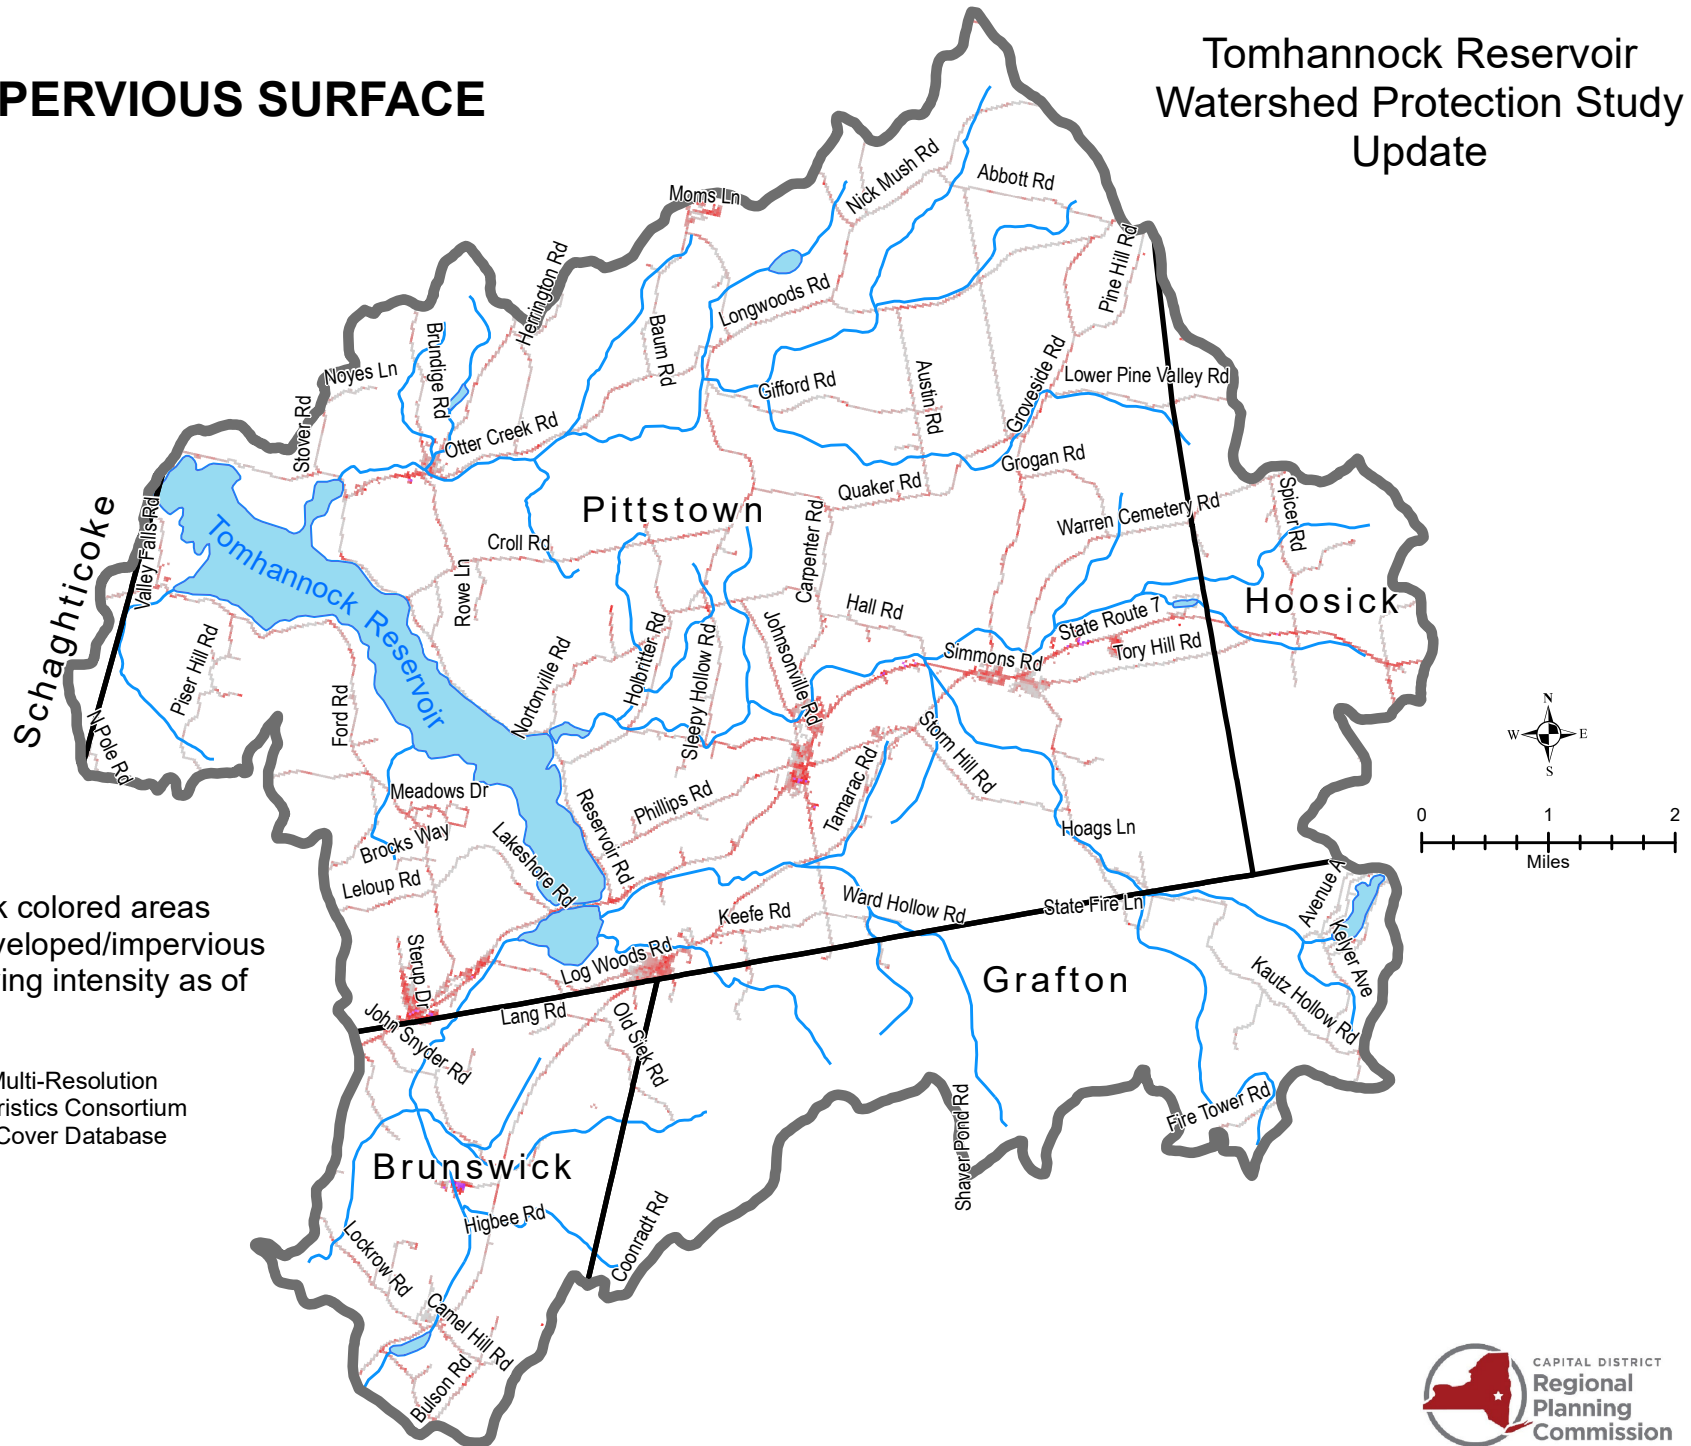 PERVIOUS SURFACE
Tomhannock Reservoir
Watershed Protection Study
Update
Moms Ln
Nick Mush Rd
Abbott Rd
Pine Hill Rd
Herrington Rd
Longwoods Rd
Baum Rd
Brundige Rd
Noyes Ln
Gifford Rd
Austin Rd
Groveside Rd
Lower Pine Valley Rd
Stover Rd
Otter Creek Rd
Grogan Rd
Quaker Rd
Pittstown
Warren Cemetery Rd
Spicer Rd
Schaghticoke
Valley Falls Rd
Tomhannock Reservoir
Croll Rd
Rowe Ln
Carpenter Rd
Hall Rd
Hoosick
State Route 7
Tory Hill Rd
Simmons Rd
Johnsonville Rd
Piser Hill Rd
Holbritter Rd
Nortonville Rd
Sleepy Hollow Rd
Ford Rd
N Pole Rd
Storm Hill Rd
Tamarac Rd
N
W
E
S
Meadows Dr
Phillips Rd
Reservoir Rd
Brocks Way
Lakeshore Rd
Hoags Ln
0
1
2
Miles
Leloup Rd
Avenue A
Kelyer Ave
Keefe Rd
Ward Hollow Rd
State Fire Ln
k colored areas
veloped/impervious
ing intensity as of
Sterup Dr
Log Woods Rd
Grafton
Kautz Hollow Rd
Lang Rd
Old Siek Rd
John Snyder Rd
Multi-Resolution
ristics Consortium
Cover Database
Fire Tower Rd
Shaver Pond Rd
Brunswick
Higbee Rd
Coonradt Rd
Lockrow Rd
Camel Hill Rd
Bulson Rd
CAPITAL DISTRICT
Regional
Planning
Commission